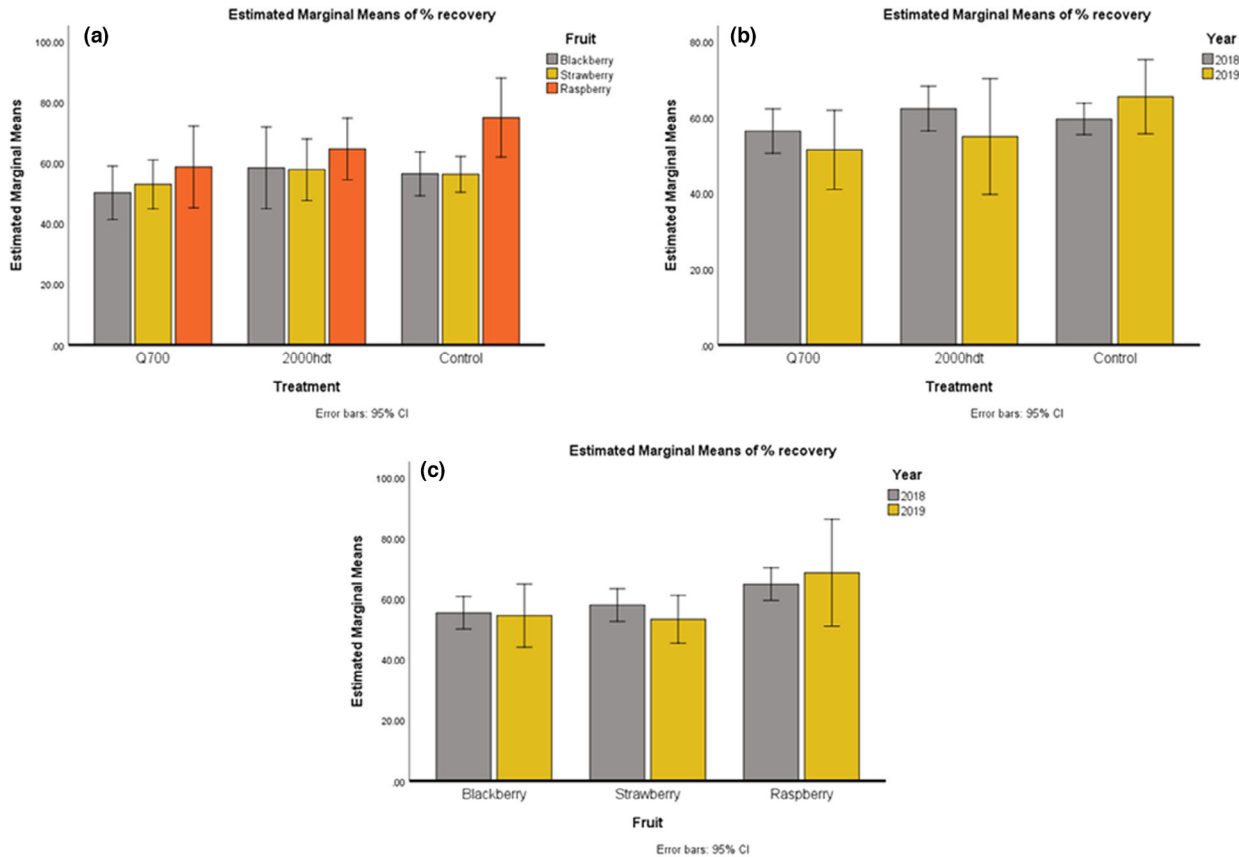 Estimated Marginal Means of % recovery
(a)
Fruit
Blackberry
Strawberry
Raspberry
Estimated Marginal Means
100.00
80.00
60.00
40.00
20.00
.00
Q700
2000hdt
Control
Treatment
Error bars: 95% CI
Estimated Marginal Means of % recovery
(b)
Year
2018
2019
Estimated Marginal Means
80.00
60.00
40.00
20.00
.00
Q700
2000hdt
Control
Treatment
Error bars: 95% CI
Estimated Marginal Means of % recovery
(c)
Year
2018
2019
Estimated Marginal Means
100.00
80.00
60.00
40.00
20.00
.00
Blackberry
Strawberry
Raspberry
Fruit
Error bars: 95% CI